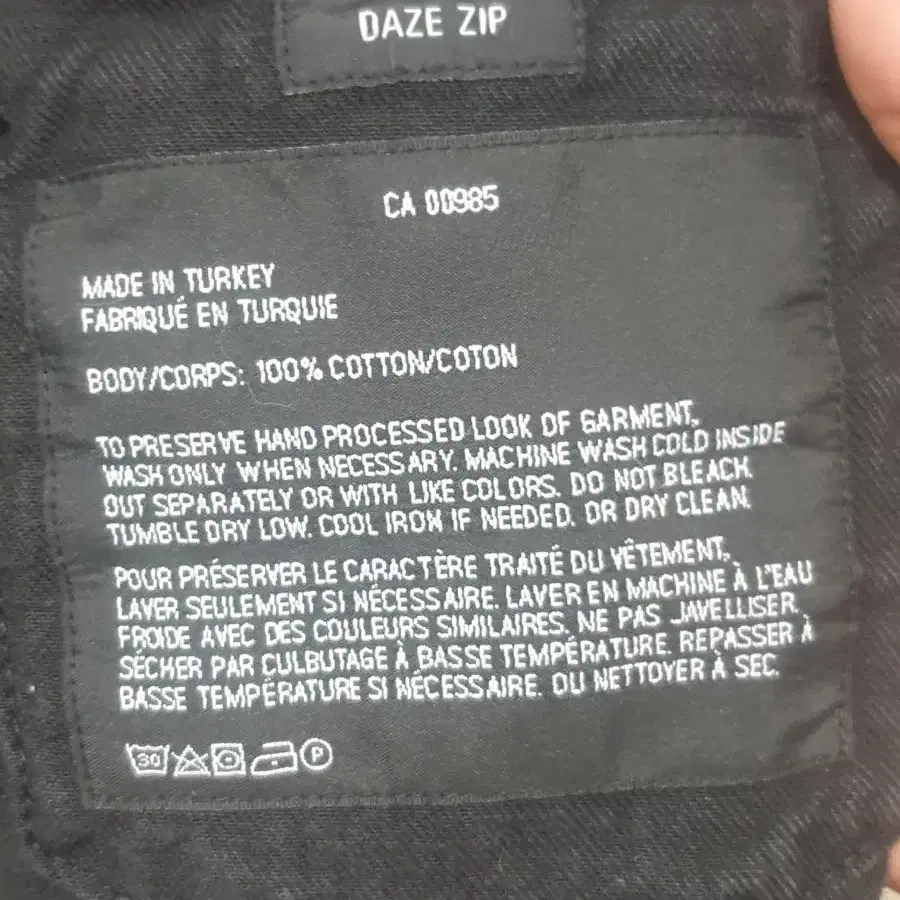 DAZE ZIP
CA 00985
MADE IN TURKEY
FABRIQUÉ EN TURQUIE
BODY/CORPS: 100% COTTON/COTON
TO PRESERVE HAND PROCESSED LOOK OF GARMENT,
WASH ONLY WHEN NECESSARY. MACHINE WASH COLD INSIDE
OUT SEPARATELY OR WITH LIKE COLORS. DO NOT BLEACH.
TUMBLE DRY LOW. COOL IRON IF NEEDED. OR DRY CLEAN.
POUR PRÉSERVER LE CARACTÈRE TRAITÉ DU VÊTEMENT,
LAVER SEULEMENT SI NÉCESSAIRE. LAVER EN MACHINE À L'EAU
FROIDE AVEC DES COULEURS SIMILAIRES. NE PAS JAVELLISER.
SÉCHER PAR CULBUTAGE À BASSE TEMPÉRATURE. REPASSER À
BASSE TEMPÉRATURE SI NÉCESSAIRE. OU NETTOYER À SEC.
30 P